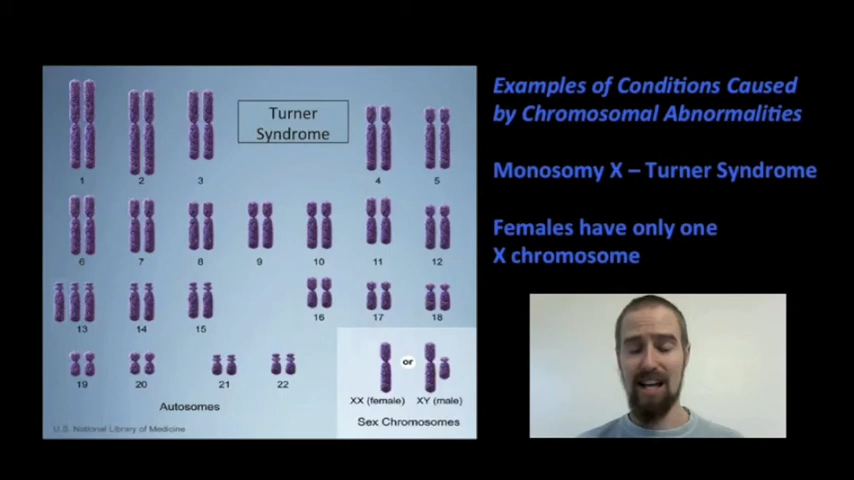 Examples of Conditions Caused
by Chromosomal Abnormalities
Monosomy X – Turner Syndrome
Females have only one
X chromosome
Turner
Syndrome
1 2 3 4 5
6 7 8 9 10 11 12
13 14 15 16 17 18
19 20 21 22
or
XX (female) XY (male)
Autosomes
Sex Chromosomes
U.S. National Library of Medicine